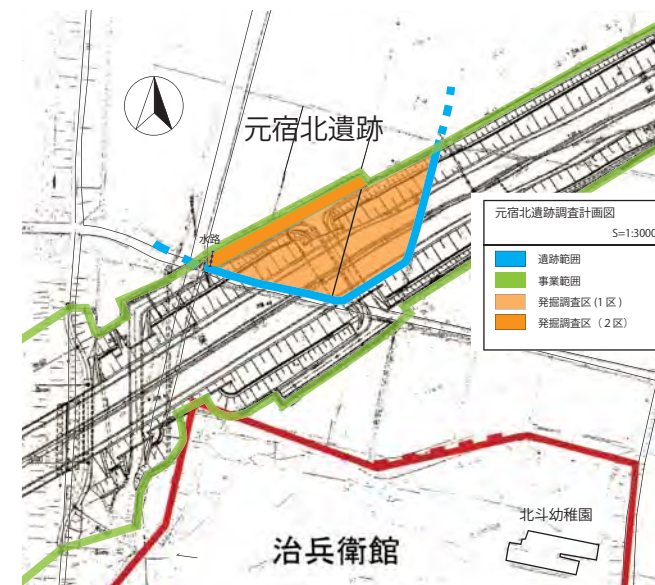 元宿北遺跡
水路
元宿北遺跡調査計画図
S=1:3000
遺跡範囲
事業範囲
発掘調査区(1区)
発掘調査区(2区)
北斗幼稚園
治兵衛館